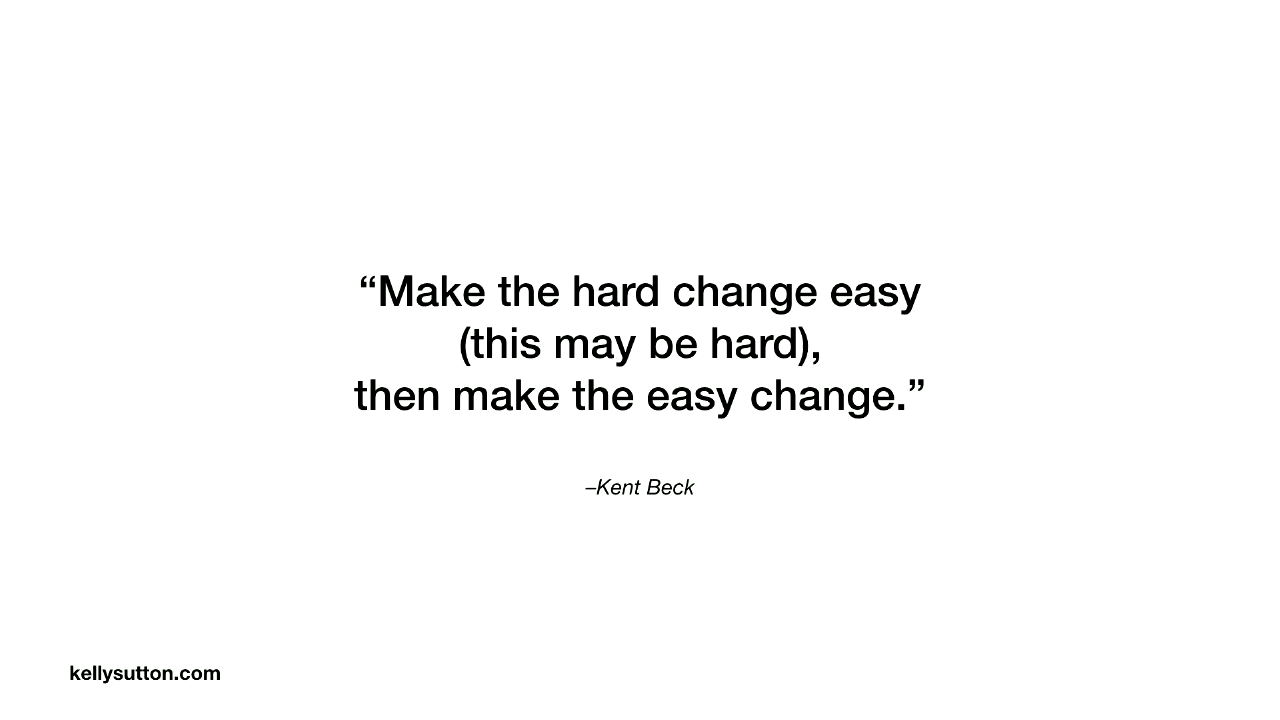 “Make the hard change easy
(this may be hard),
then make the easy change.”
–Kent Beck
kellysutton.com